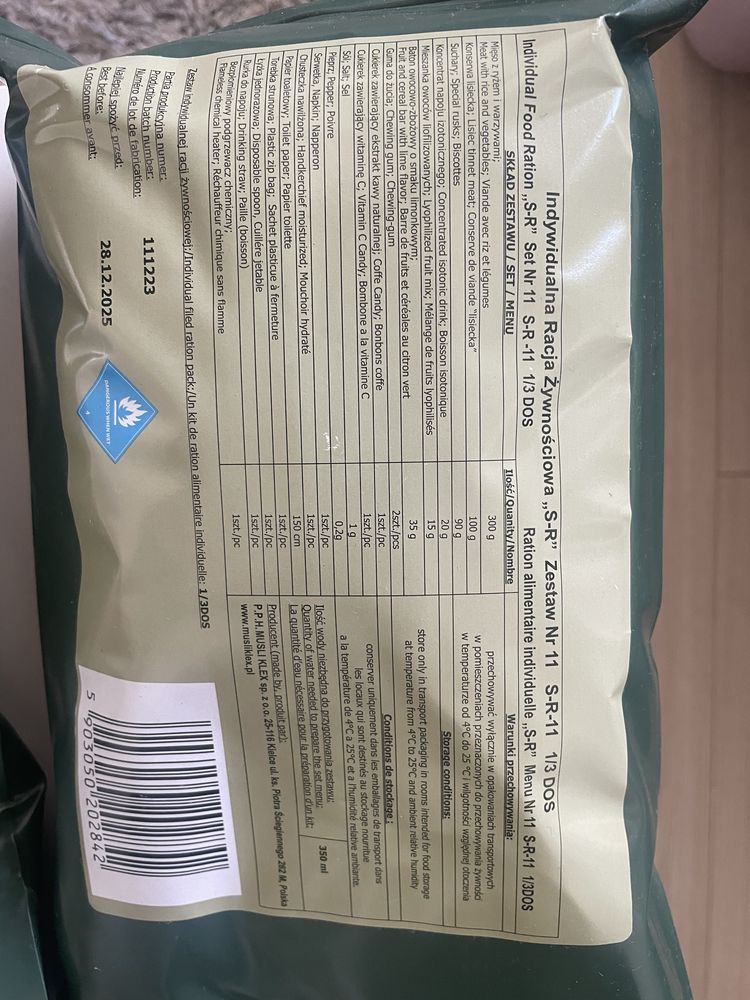 Indywidualna Racja Żywnościowa „S-R” Zestaw Nr 11 S-R-11 1/3 DOS
Individual Food Ration „S-R” Set Nr 11 S-R -11 1/3 DOS Ration alimentaire individuelle „S-R” Menu Nr 11 S-R-11 1/3DOS
SKŁAD ZESTAWU / SET / MENU Ilość/Quanity/Nombre Warunki przechowywania:
Mięso z ryżem i warzywami;
Meat with rice and vegetables; Viande avec riz et légumes 300 g
Konserwa lisiecka; Lisiec tinnet meat; Conserve de viande "lisiecka" 100 g
Suchary; Special rusks; Biscottes 90 g
Koncentrat napoju izotonicznego; Concentrated isotonic drink; Boisson isotonique 20 g
Mieszanka owoców liofilizowanych; Lyophilized fruit mix; Mélange de fruits lyophilisés 15 g
Baton owocowo-zbożowy o smaku limonkowym;
Fruit and cereal bar with lime flavor; Barre de fruits et céréales au citron vert 35 g
Guma do żucia; Chewing gum; Chewing-gum 2szt./pcs
Cukierek zawierający ekstrakt kawy naturalnej; Coffe Candy; Bonbons coffe 1szt./pc
Cukierek zawierający witaminę C; Vitamin C Candy; Bombone a la vitamine C 1szt./pc
Sól; Salt; Sel 1 g
Pieprz; Pepper; Poivre 0,2g
Serwetka, Napkin; Napperon 1szt./pc
Chusteczka nawilżona; Handkerchief moisturized; Mouchoir hydraté 1szt./pc
Papier toaletowy; Toilet paper; Papier toilette 150 cm
Torebka strunowa; Plastic zip bag; Sachet plasticue à fermeture 1szt./pc
Łyżka jednorazowa; Disposable spoon, Cuillére jetable 1szt./pc
Rurka do napoju; Drinking straw; Paille (boisson) 1szt./pc
Bezpłomieniowy podgrzewacz chemiczny;
Flameless chemical heater; Réchauffeur chimique sans flamme 1szt./pc
przechowywać wyłącznie w opakowaniach transportowych
w pomieszczeniach przeznaczonych do przechowywania żywności
w temperaturze od 4°C do 25 °C i wilgotności względnej otoczenia
Storage conditions:
store only in transport packaging in rooms intended for food storage
at temperature from 4°C to 25°C and ambient relative humidity
Conditions de stockage :
conserver uniquement dans les emballages de transport dans
les locaux qui sont destinés au stockage nourritue
a la température de 4°C a 25°C et a l'humidité relative ambiante.
Ilość wody niezbędna do przygotowania zestawu:
Quantity of water needed to prepare the set menu:
La quantité d'eau nécessaire pour la préparation d'un kit: 350 ml
Producent (made by, produit par):
P.P.H.MUSLI KLEX sp. z o.o. 25-116 Kielce ul. ks. Piotra Ściegiennego 262 M, Polska
www.musliklex.pl
Zestaw indywidualnej racji żywnościowej:/Individual filed ration pack:/Un kit de ration alimentaire individuelle: 1/3DOS
Partia produkcyjna numer:
Production batch number: 111223
Numéro de lot de fabrication:
Najlepiej spożyć przed:
Best before: 28.12.2025
A consommer avant:
DANGEROUS WHEN WET
4
5 903050 202842